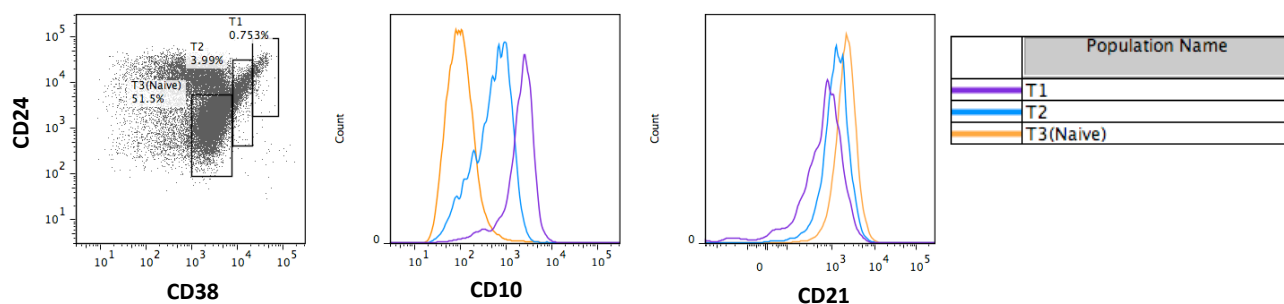 T1
0.753%
T2
3.99%
T3(Naive)
51.5%
CD24
10^5
10^4
10^3
10^2
10^1
10^1 10^2 10^3 10^4 10^5
CD38
Count
0
10^1 10^2 10^3 10^4 10^5
CD10
Count
0
0 10^3 10^4 10^5
CD21
Population Name
T1
T2
T3(Naive)